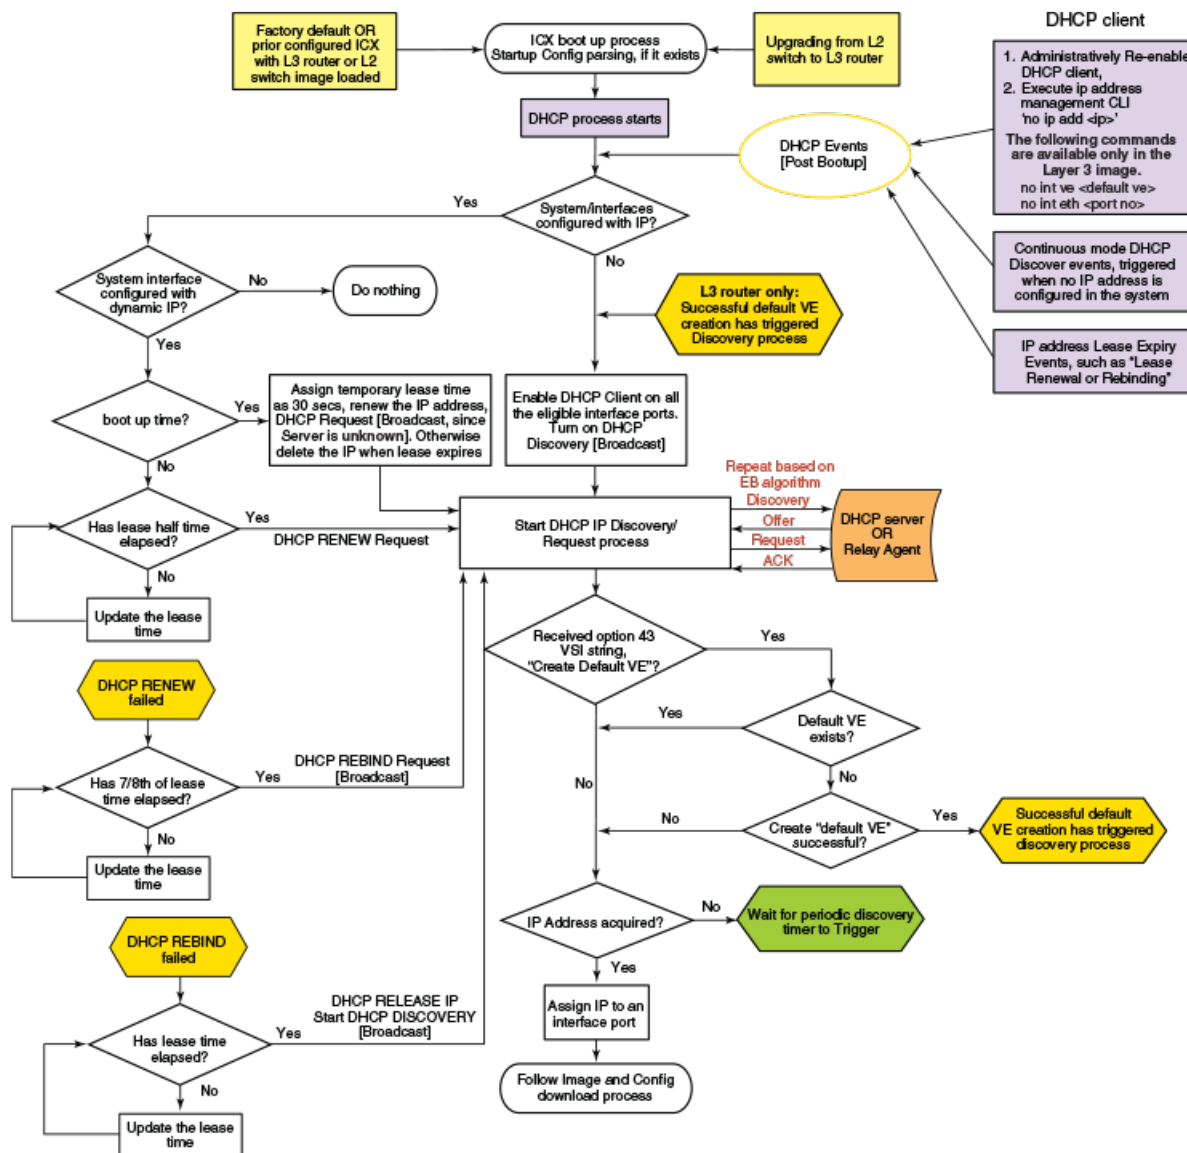 DHCP client
Factory default OR
prior configured ICX
with L3 router or L2
switch image loaded
ICX boot up process
Startup Config parsing, if it exists
Upgrading from L2
switch to L3 router
1. Administratively Re-enable
DHCP client,
2. Execute ip address
management CLI
'no ip add <ip>'
The following commands
are available only in the
Layer 3 image.
no int ve <default ve>
no int eth <port no>
DHCP process starts
DHCP Events
[Post Bootup]
Yes
System/interfaces
configured with IP?
No
Continuous mode DHCP
Discover events, triggered
when no IP address is
configured in the system
System interface
configured with
dynamic IP?
No
Do nothing
Yes
L3 router only:
Successful default VE
creation has triggered
Discovery process
IP address Lease Expiry
Events, such as "Lease
Renewal or Rebinding"
boot up time?
Yes
Assign temporary lease time
as 30 secs, renew the IP address,
DHCP Request [Broadcast, since
Server is unknown]. Otherwise
delete the IP when lease expires
Enable DHCP Client on all
the eligible interface ports.
Turn on DHCP
Discovery [Broadcast]
No
Repeat based on
EB algorithm
Discovery
Offer
Request
ACK
DHCP server
OR
Relay Agent
Has lease half time
elapsed?
Yes
DHCP RENEW Request
Start DHCP IP Discovery/
Request process
No
Update the lease
time
Received option 43
VSI string,
"Create Default VE"?
Yes
DHCP RENEW
failed
Yes
Default VE
exists?
No
Has 7/8th of lease
time elapsed?
Yes
DHCP REBIND Request
[Broadcast]
No
No
Create "default VE"
successful?
Yes
Successful default
VE creation has triggered
discovery process
No
Update the lease
time
IP Address acquired?
No
Wait for periodic discovery
timer to Trigger
Yes
DHCP REBIND
failed
Assign IP to an
interface port
Has lease time
elapsed?
Yes
DHCP RELEASE IP
Start DHCP DISCOVERY
[Broadcast]
No
Update the lease
time
Follow Image and Config
download process